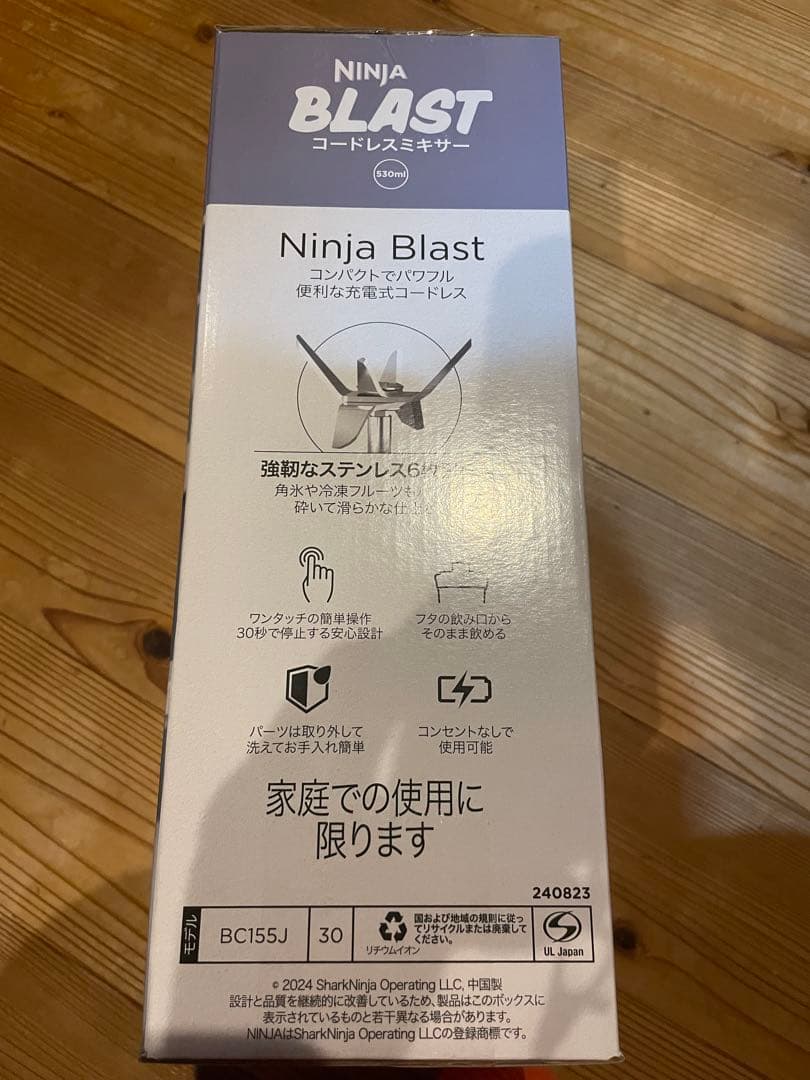 NINJA
BLAST
コードレスミキサー
530ml
Ninja Blast
コンパクトでパワフル
便利な充電式コードレス
強靭なステンレス6枚
角氷や冷凍フルーツも
砕いて滑らかな仕上
ワンタッチの簡単操作
30秒で停止する安心設計
フタの飲み口から
そのまま飲める
パーツは取り外して
洗えてお手入れ簡単
コンセントなしで
使用可能
家庭での使用に
限ります
240823
モデル
BC155J
30
リチウムイオン
国および地域の規則に従っ
てリサイクルまたは廃棄して
ください。
S
UL Japan
© 2024 SharkNinja Operating LLC, 中国製
設計と品質を継続的に改善しているため、製品はこのボックスに
表示されているものと若干異なる場合があります。
NINJAはSharkNinja Operating LLCの登録商標です。